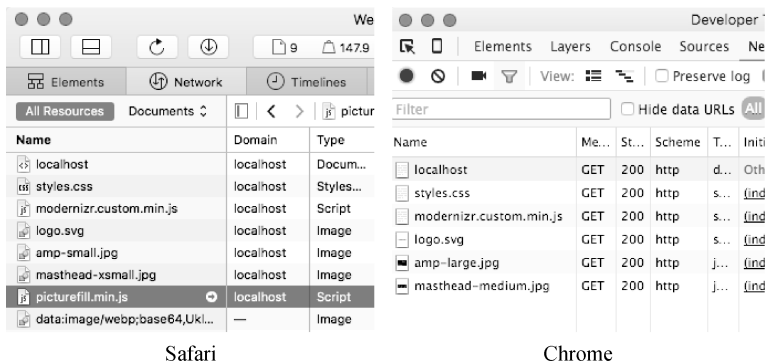 We
9 147.9
Elements Network Timelines
All Resources Documents pictur
Name Domain Type
localhost localhost Docum...
styles.css localhost Styles...
modernizr.custom.min.js localhost Script
logo.svg localhost Image
amp-small.jpg localhost Image
masthead-xsmall.jpg localhost Image
picturefill.min.js localhost Script
data:image/webp;base64,UkI... — Image
Safari
Developer T
Elements Layers Console Sources Ne
View: Preserve log
Filter Hide data URLs All
Name Me... St... Scheme T... Initi
localhost GET 200 http d... Oth
styles.css GET 200 http s... (ind
modernizr.custom.min.js GET 200 http s... (ind
logo.svg GET 200 http s... (ind
amp-large.jpg GET 200 http j... (ind
masthead-medium.jpg GET 200 http j... (ind
Chrome